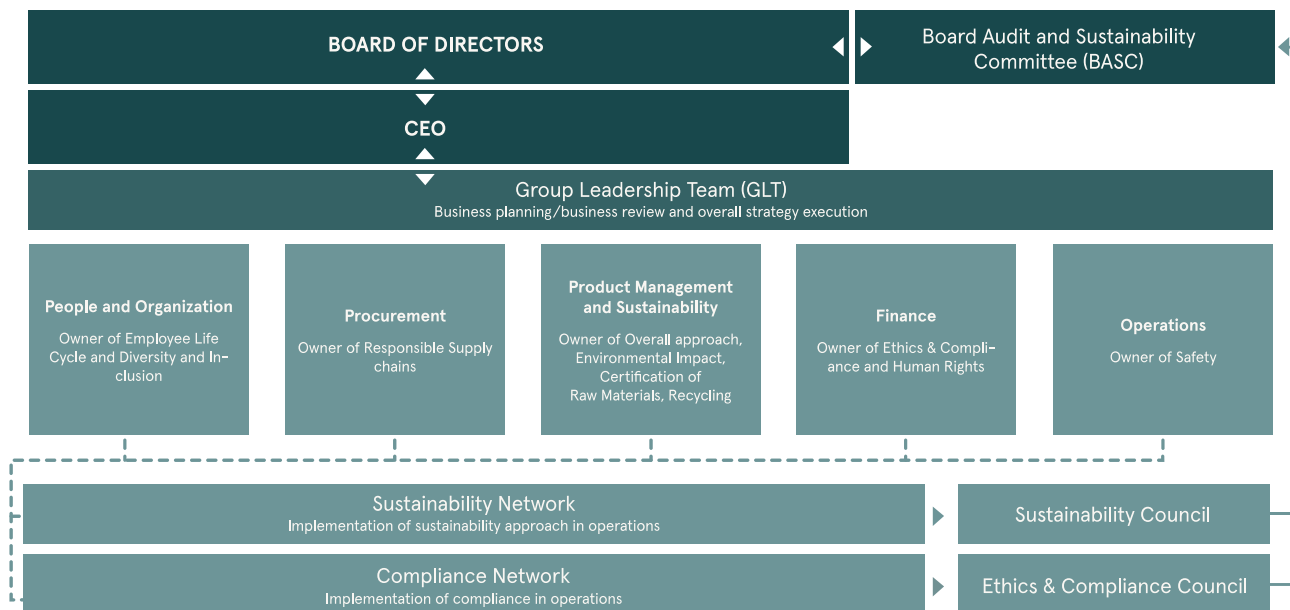 BOARD OF DIRECTORS
Board Audit and Sustainability
Committee (BASC)
CEO
Group Leadership Team (GLT)
Business planning/business review and overall strategy execution
People and Organization
Owner of Employee Life
Cycle and Diversity and In-
clusion
Procurement
Owner of Responsible Supply
chains
Product Management
and Sustainability
Owner of Overall approach,
Environmental Impact,
Certification of
Raw Materials, Recycling
Finance
Owner of Ethics & Compli-
ance and Human Rights
Operations
Owner of Safety
Sustainability Network
Implementation of sustainability approach in operations
Sustainability Council
Compliance Network
Implementation of compliance in operations
Ethics & Compliance Council